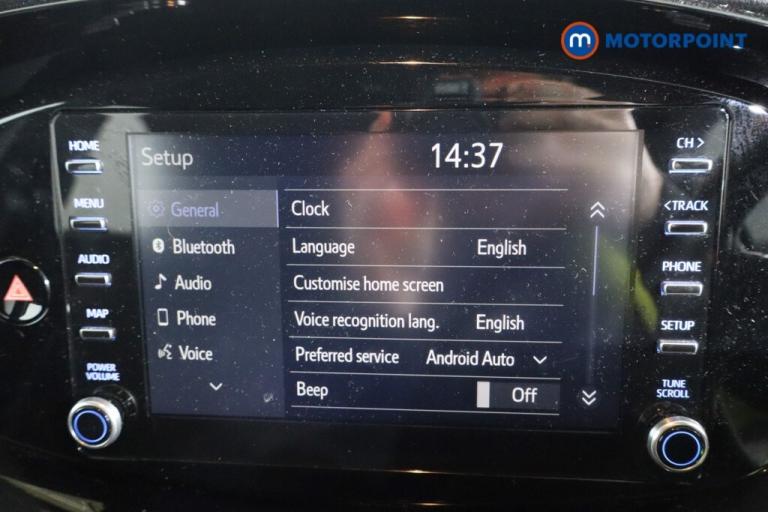 m MOTORPOINT
HOME
MENU
AUDIO
MAP
POWER
VOLUME
Setup
14:37
General
Bluetooth
Audio
Phone
Voice
Clock
Language English
Customise home screen
Voice recognition lang. English
Preferred service Android Auto
Beep Off
CH >
<TRACK
PHONE
SETUP
TUNE
SCROLL